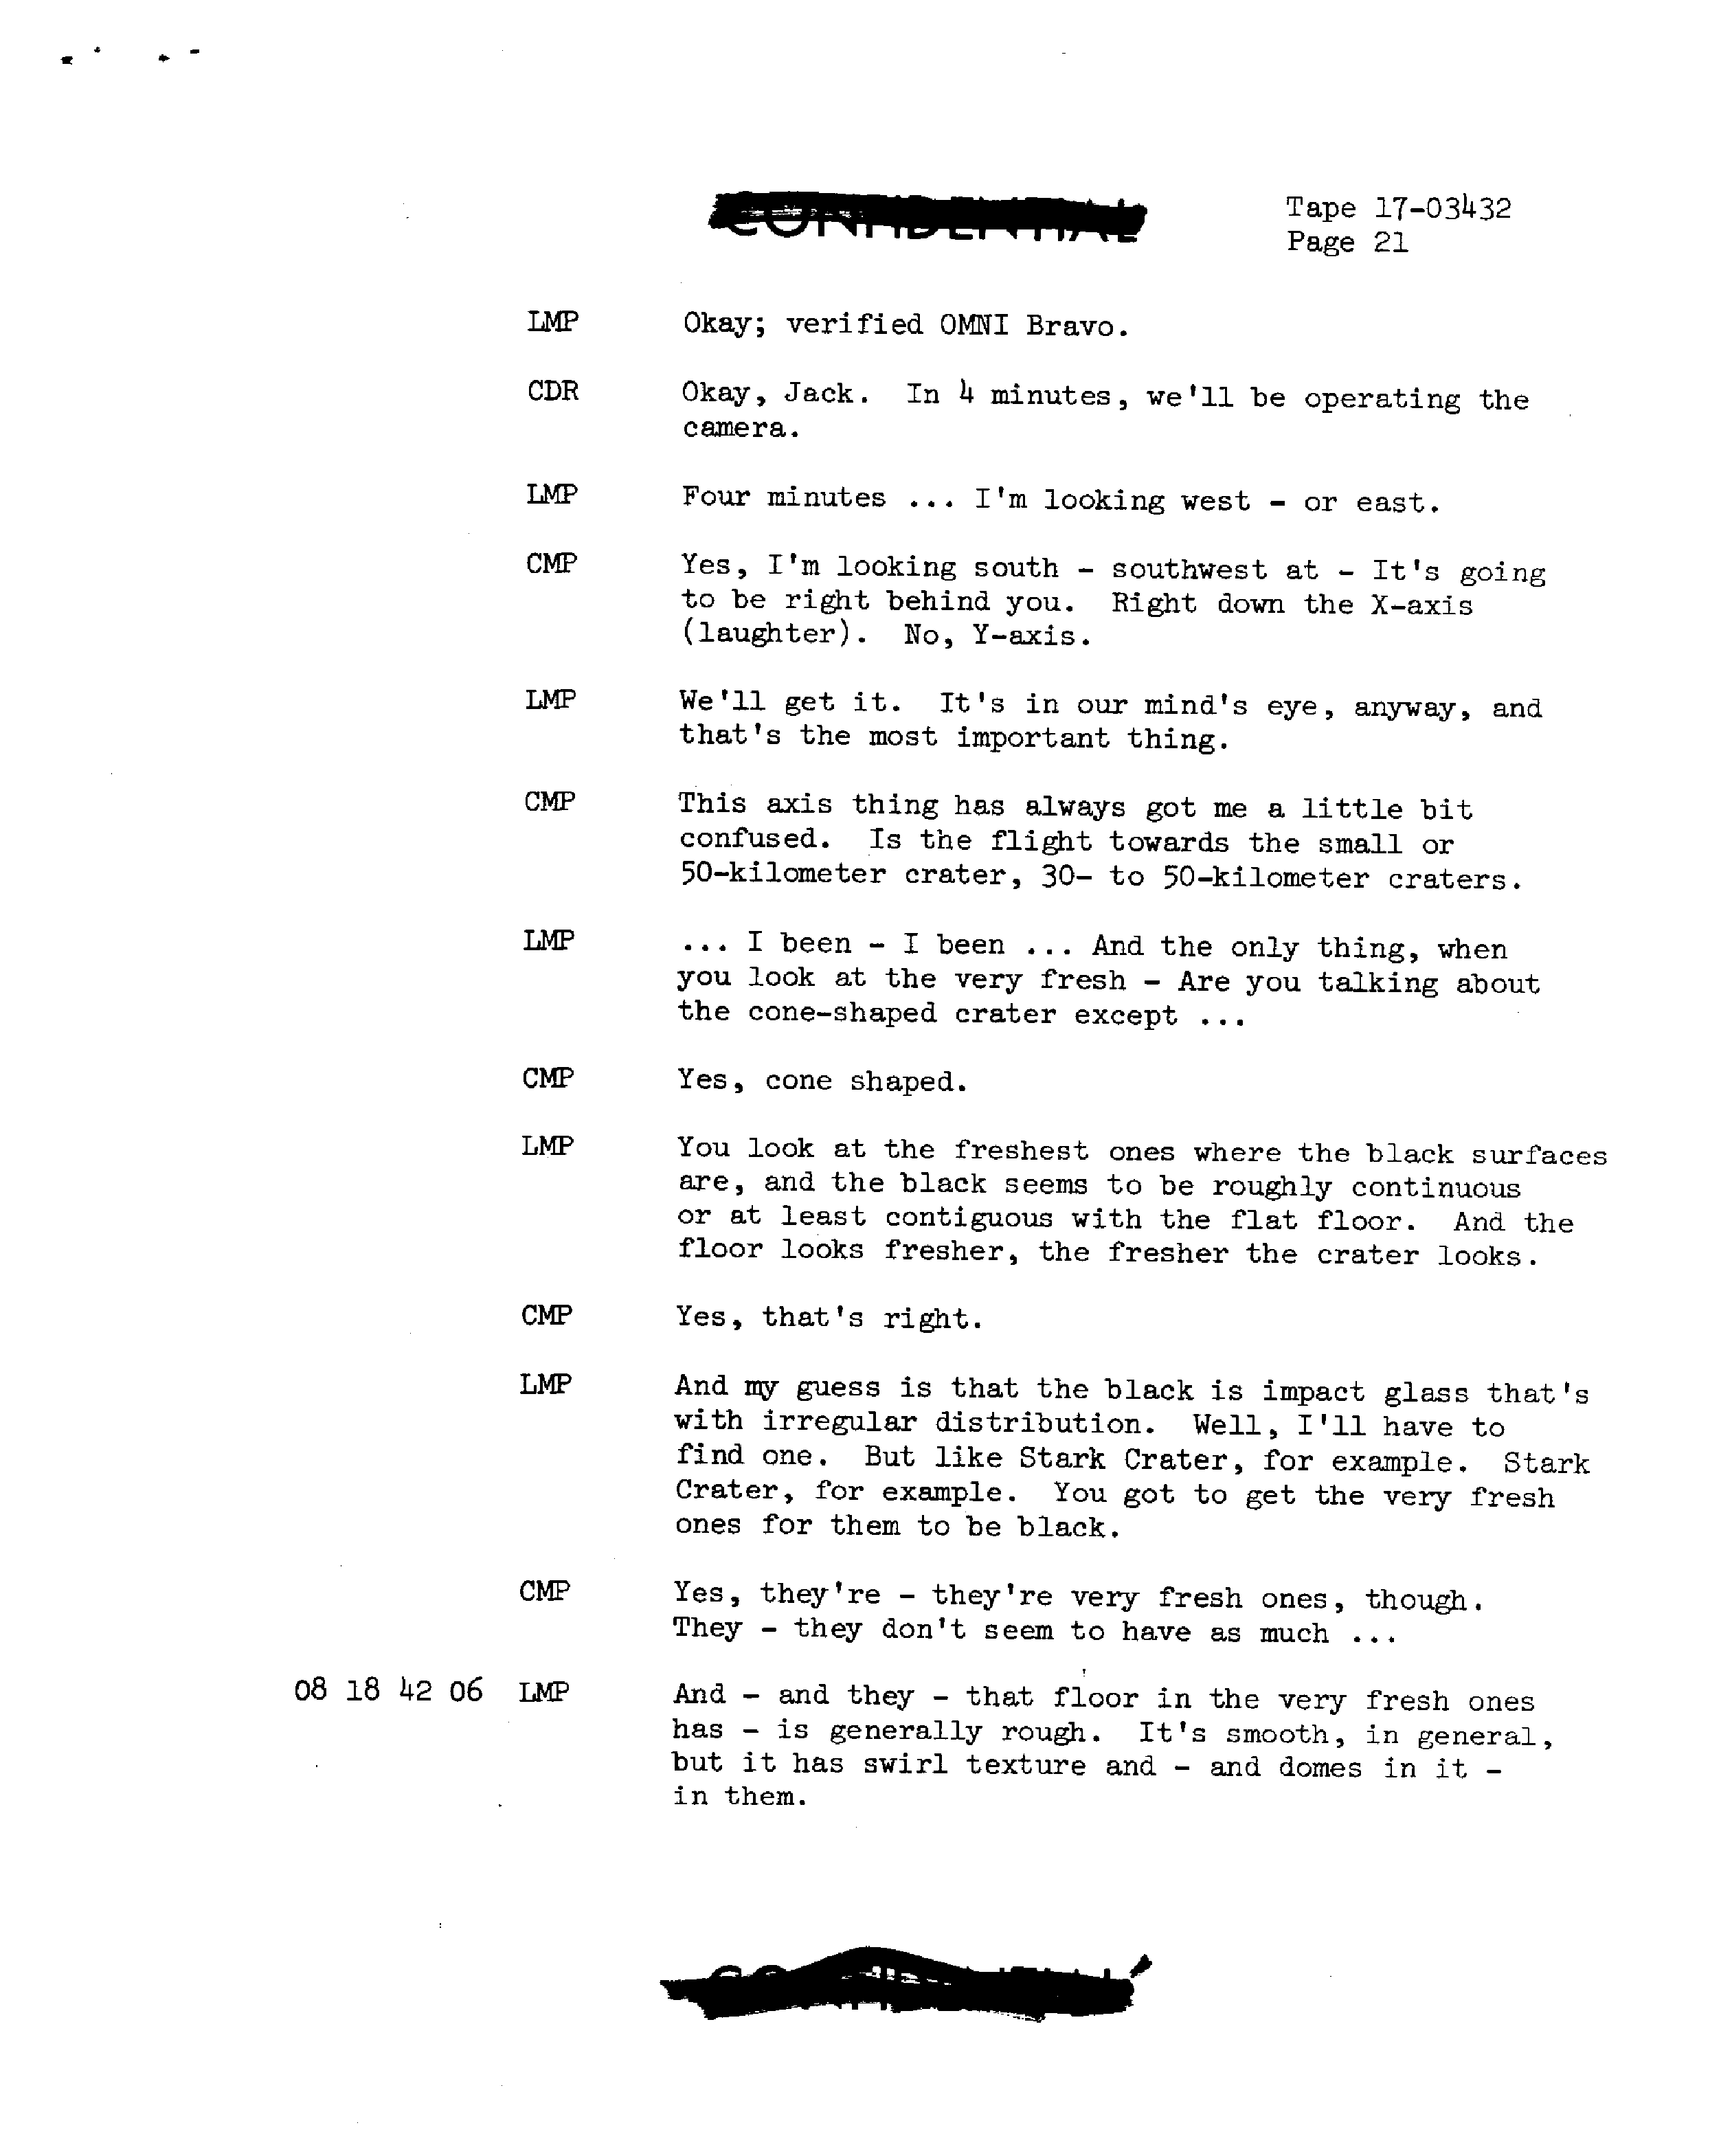 CONFIDENTIAL
Tape 17-03432
Page 21
LMP Okay; verified OMNI Bravo.
CDR Okay, Jack. In 4 minutes, we'll be operating the
camera.
LMP Four minutes ... I'm looking west - or east.
CMP Yes, I'm looking south - southwest at - It's going
to be right behind you. Right down the X-axis
(laughter). No, Y-axis.
LMP We'll get it. It's in our mind's eye, anyway, and
that's the most important thing.
CMP This axis thing has always got me a little bit
confused. Is the flight towards the small or
50-kilometer crater, 30- to 50-kilometer craters.
LMP ... I been - I been ... And the only thing, when
you look at the very fresh - Are you talking about
the cone-shaped crater except ...
CMP Yes, cone shaped.
LMP You look at the freshest ones where the black surfaces
are, and the black seems to be roughly continuous
or at least contiguous with the flat floor. And the
floor looks fresher, the fresher the crater looks.
CMP Yes, that's right.
LMP And my guess is that the black is impact glass that's
with irregular distribution. Well, I'll have to
find one. But like Stark Crater, for example. Stark
Crater, for example. You got to get the very fresh
ones for them to be black.
CMP Yes, they're - they're very fresh ones, though.
They - they don't seem to have as much ...
08 18 42 06 LMP And - and they - that floor in the very fresh ones
has - is generally rough. It's smooth, in general,
but it has swirl texture and - and domes in it -
in them.